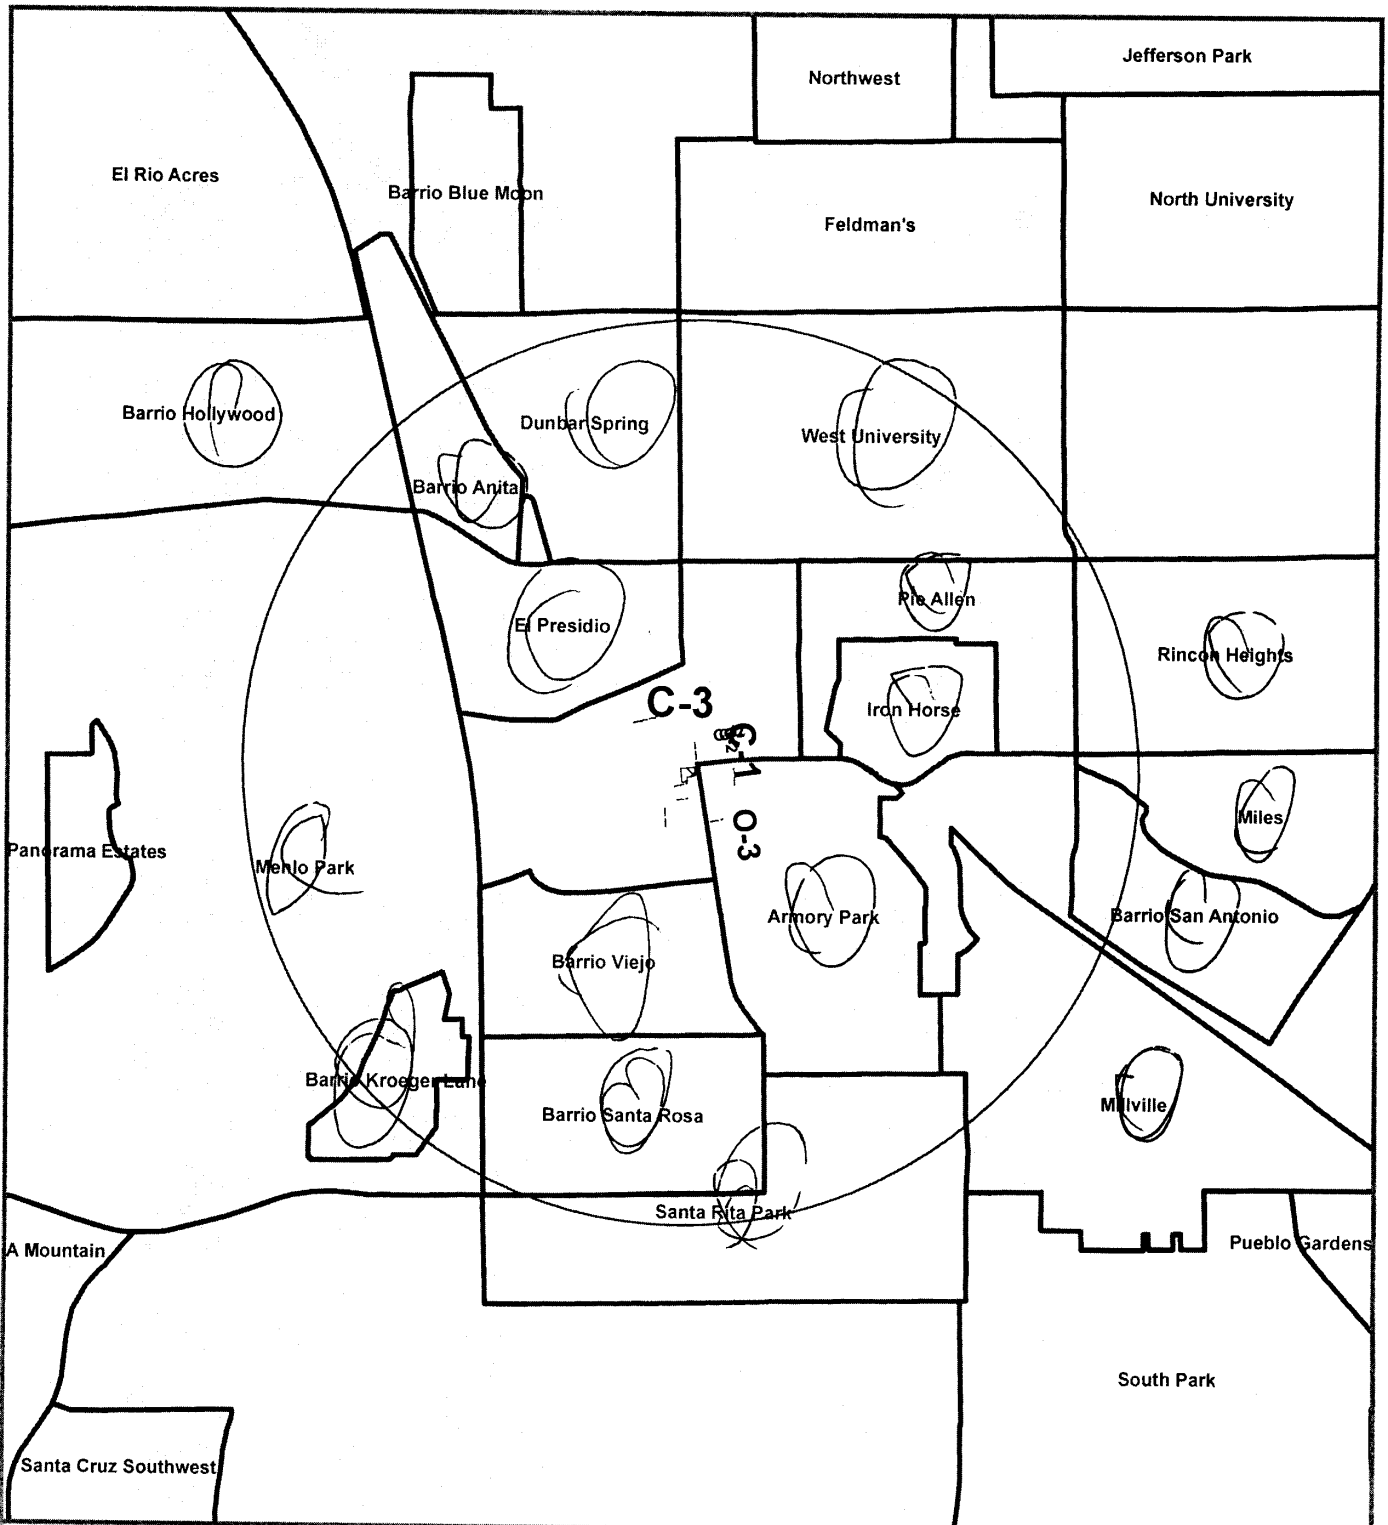 Jefferson Park
Northwest
El Rio Acres
Barrio Blue Moon
North University
Feldman's
Barrio Hollywood
Dunbar Spring
West University
Barrio Anita
Pie Allen
El Presidio
Rincon Heights
C-3
Iron Horse
C-1
O-3
Miles
Panorama Estates
Menlo Park
Armory Park
Barrio San Antonio
Barrio Viejo
Barrio Kroeger Lane
Barrio Santa Rosa
Millville
Santa Rita Park
A Mountain
Pueblo Gardens
South Park
Santa Cruz Southwest